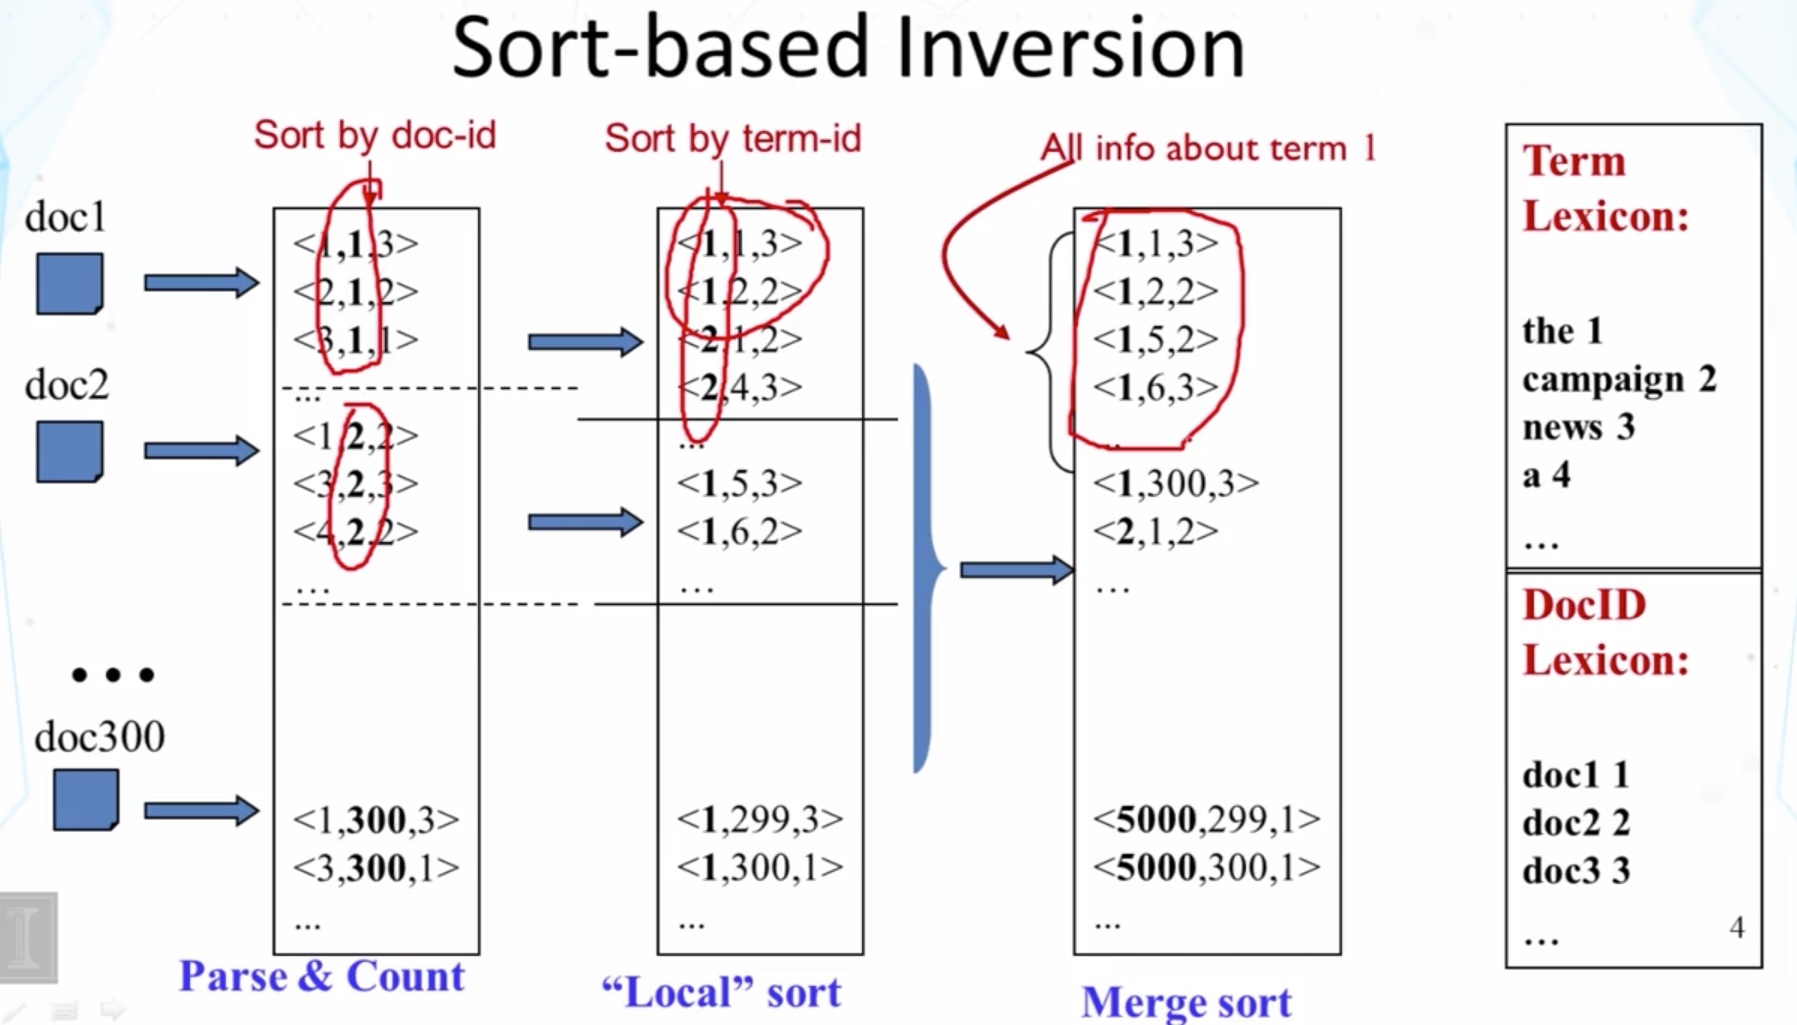 Sort-based Inversion
Sort by doc-id
Sort by term-id
All info about term 1
doc1
doc2
• • •
doc300
<1,1,3>
<2,1,2>
<3,1,1>
...
<1,2,2>
<3,2,3>
<4,2,2>
...
<1,300,3>
<3,300,1>
...
Parse & Count
<1,1,3>
<1,2,2>
<2,1,2>
<2,4,3>
...
<1,5,3>
<1,6,2>
...
<1,299,3>
<1,300,1>
...
“Local” sort
<1,1,3>
<1,2,2>
<1,5,2>
<1,6,3>
...
<1,300,3>
<2,1,2>
...
<5000,299,1>
<5000,300,1>
...
Merge sort
Term
Lexicon:
the 1
campaign 2
news 3
a 4
...
DocID
Lexicon:
doc1 1
doc2 2
doc3 3
...
4
I